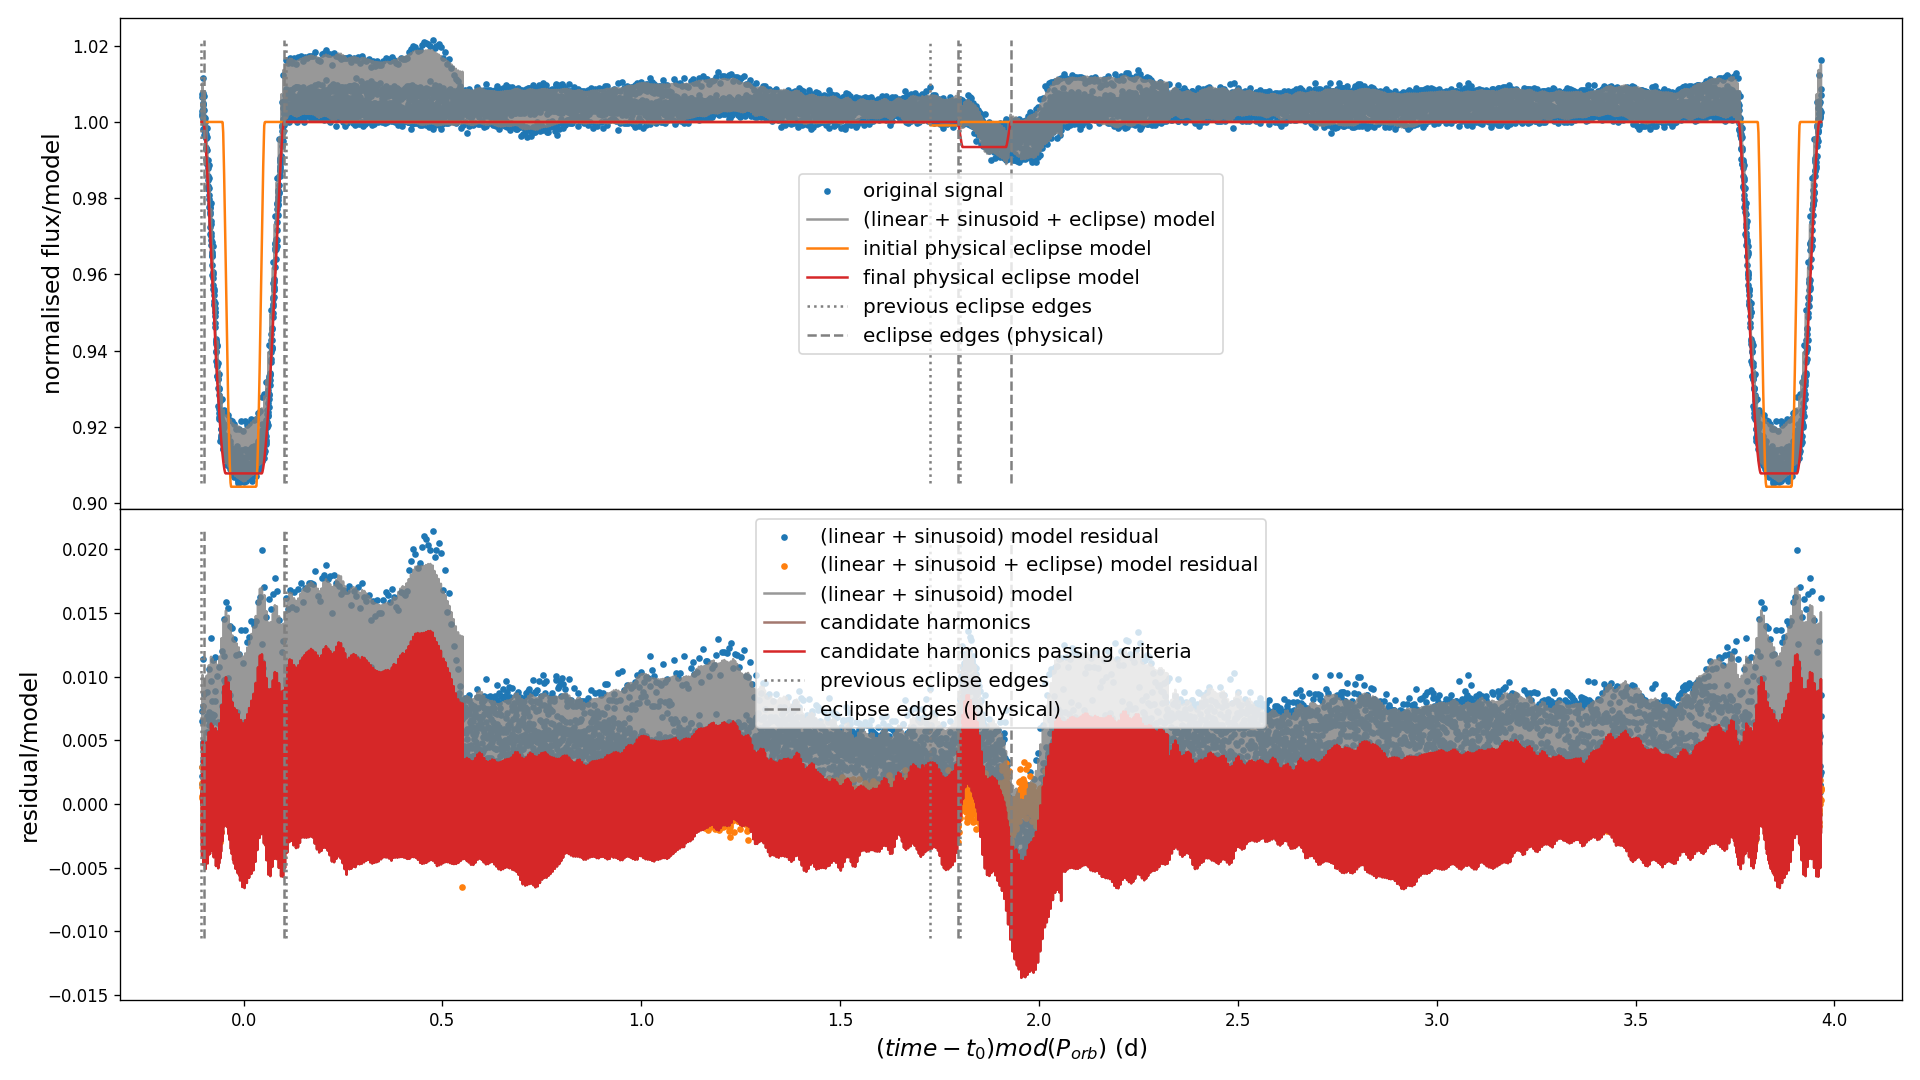 normalised flux/model
1.02
1.00
0.98
0.96
0.94
0.92
0.90
original signal
(linear + sinusoid + eclipse) model
initial physical eclipse model
final physical eclipse model
previous eclipse edges
eclipse edges (physical)
residual/model
0.020
0.015
0.010
0.005
0.000
−0.005
−0.010
−0.015
(linear + sinusoid) model residual
(linear + sinusoid + eclipse) model residual
(linear + sinusoid) model
candidate harmonics
candidate harmonics passing criteria
previous eclipse edges
eclipse edges (physical)
0.0 0.5 1.0 1.5 2.0 2.5 3.0 3.5 4.0
(time − t₀)mod(P_orb) (d)